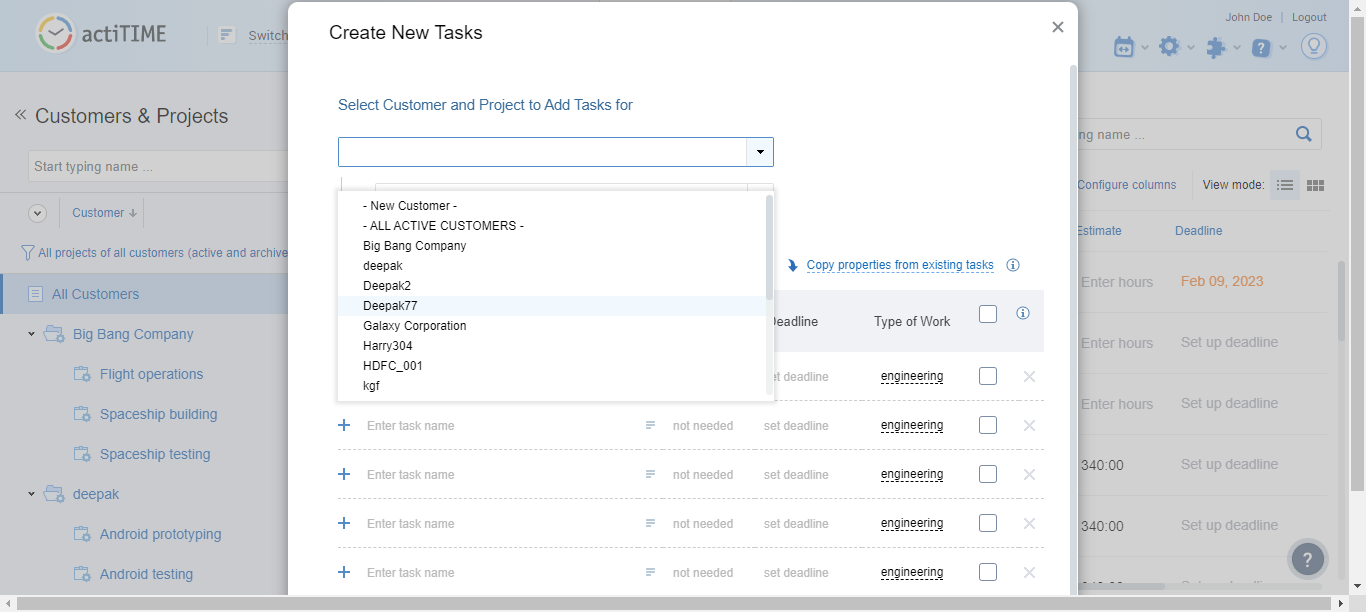 actiTIME
Switch
John Doe | Logout
Create New Tasks
Customers & Projects
Start typing name ...
Customer
All projects of all customers (active and archive
All Customers
Big Bang Company
Flight operations
Spaceship building
Spaceship testing
deepak
Android prototyping
Android testing
Select Customer and Project to Add Tasks for
- New Customer -
- ALL ACTIVE CUSTOMERS -
Big Bang Company
deepak
Deepak2
Deepak77
Galaxy Corporation
Harry304
HDFC_001
kgf
Copy properties from existing tasks
Deadline Type of Work
set deadline engineering
Enter task name not needed set deadline engineering
Enter task name not needed set deadline engineering
Enter task name not needed set deadline engineering
Enter task name not needed set deadline engineering
ng name ...
Configure columns View mode:
Estimate Deadline
Enter hours Feb 09, 2023
Enter hours Set up deadline
Enter hours Set up deadline
340:00 Set up deadline
340:00 Set up deadline
?